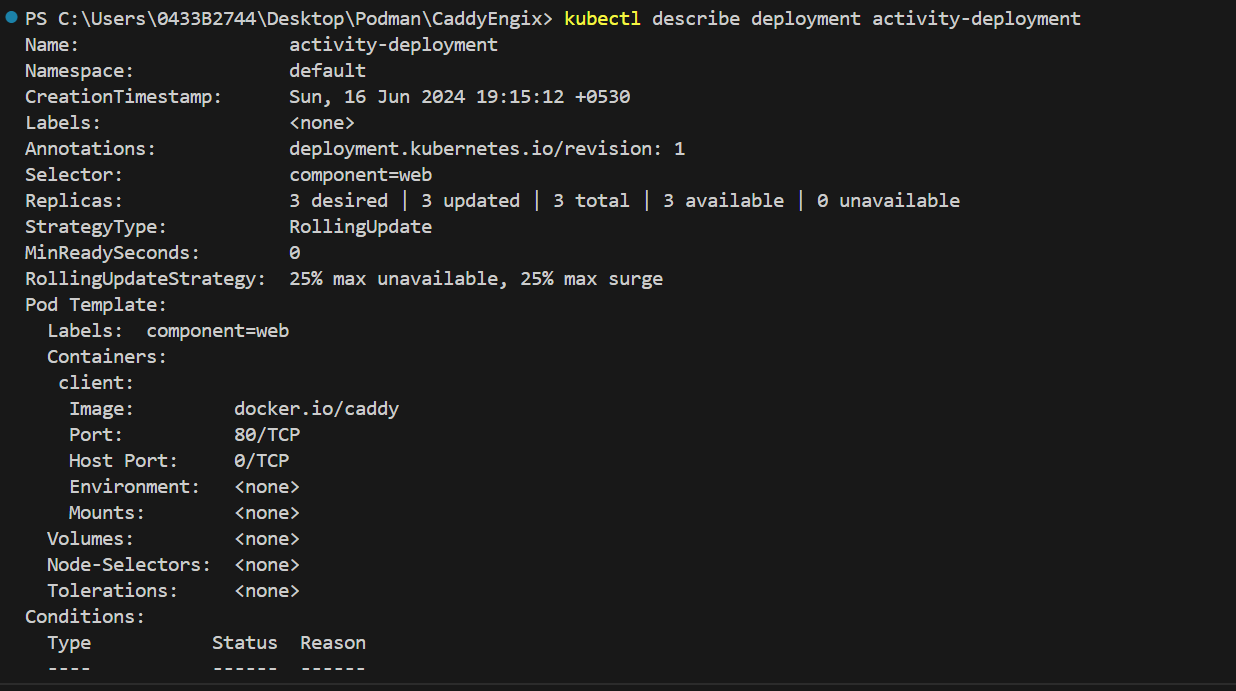 PS C:\Users\0433B2744\Desktop\Podman\CaddyEngix> kubectl describe deployment activity-deployment
Name:                   activity-deployment
Namespace:              default
CreationTimestamp:      Sun, 16 Jun 2024 19:15:12 +0530
Labels:                 <none>
Annotations:            deployment.kubernetes.io/revision: 1
Selector:               component=web
Replicas:               3 desired | 3 updated | 3 total | 3 available | 0 unavailable
StrategyType:           RollingUpdate
MinReadySeconds:        0
RollingUpdateStrategy:  25% max unavailable, 25% max surge
Pod Template:
  Labels:  component=web
  Containers:
   client:
    Image:         docker.io/caddy
    Port:          80/TCP
    Host Port:     0/TCP
    Environment:   <none>
    Mounts:        <none>
  Volumes:         <none>
  Node-Selectors:  <none>
  Tolerations:     <none>
Conditions:
  Type           Status  Reason
  ----           ------  ------